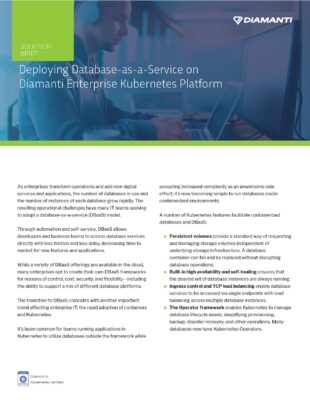 DIAMANTI
SOLUTION
BRIEF
Deploying Database-as-a-Service on
Diamanti Enterprise Kubernetes Platform
As enterprises transform operations and add new digital
services and applications, the number of databases in use and
the number of instances of each database grow rapidly. The
resulting operational challenges have many IT teams seeking
to adopt a database-as-a-service (DBaaS) model.
Through automation and self-service, DBaaS allows
developers and business teams to access database services
directly with less friction and less delay, decreasing time to
market for new features and applications.
While a variety of DBaaS offerings are available in the cloud,
many enterprises opt to create their own DBaaS frameworks
for reasons of control, cost, security, and flexibility—including
the ability to support a mix of different database platforms.
The transition to DBaaS coincides with another important
trend affecting enterprise IT; the rapid adoption of containers
and Kubernetes.
It's been common for teams running applications in
Kubernetes to utilize databases outside the framework while
accepting increased complexity as an unwelcome side
effect; it's now becoming simple to run databases inside
containerized environments.
A number of Kubernetes features facilitate containerized
databases and DBaaS:
Persistent volumes provide a standard way of requesting
and managing storage volumes independent of
underlying storage infrastructure. A database
container can fail and be replaced without disrupting
database operations.
Built-in high availability and self-healing ensures that
the desired set of database instances are always running.
Ingress control and TCP load balancing enable database
services to be accessed via single endpoints with load
balancing across multiple database instances.
The Operator framework enables Kubernetes to manage
database lifecycle needs, simplifying provisioning,
backup, disaster recovery, and other operations. Many
databases now have Kubernetes Operators.
Diamanti is
Kubernetes Certified